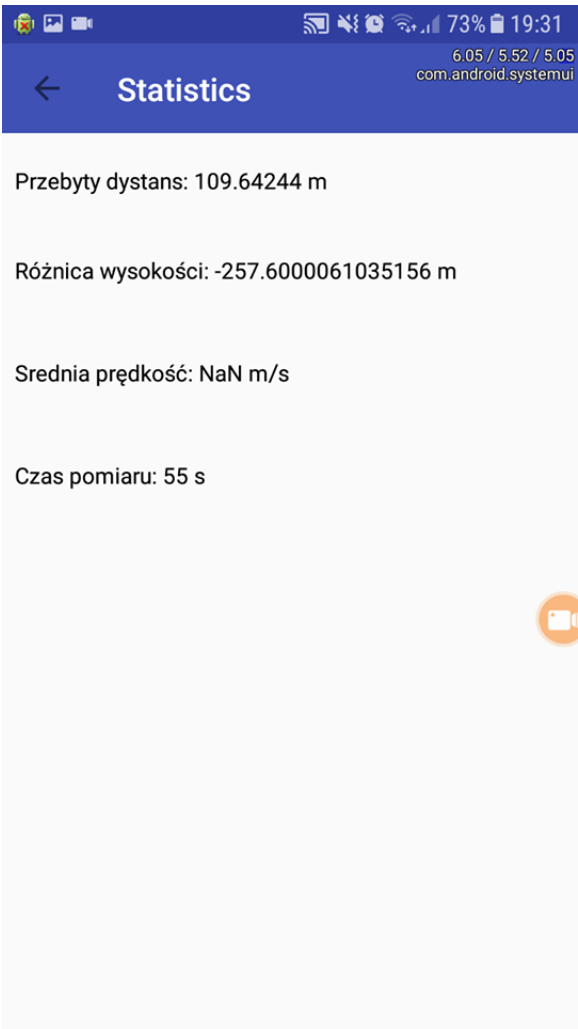 73% 19:31
6.05 / 5.52 / 5.05
com.android.systemui
Statistics
Przebyty dystans: 109.64244 m
Różnica wysokości: -257.6000061035156 m
Srednia prędkość: NaN m/s
Czas pomiaru: 55 s